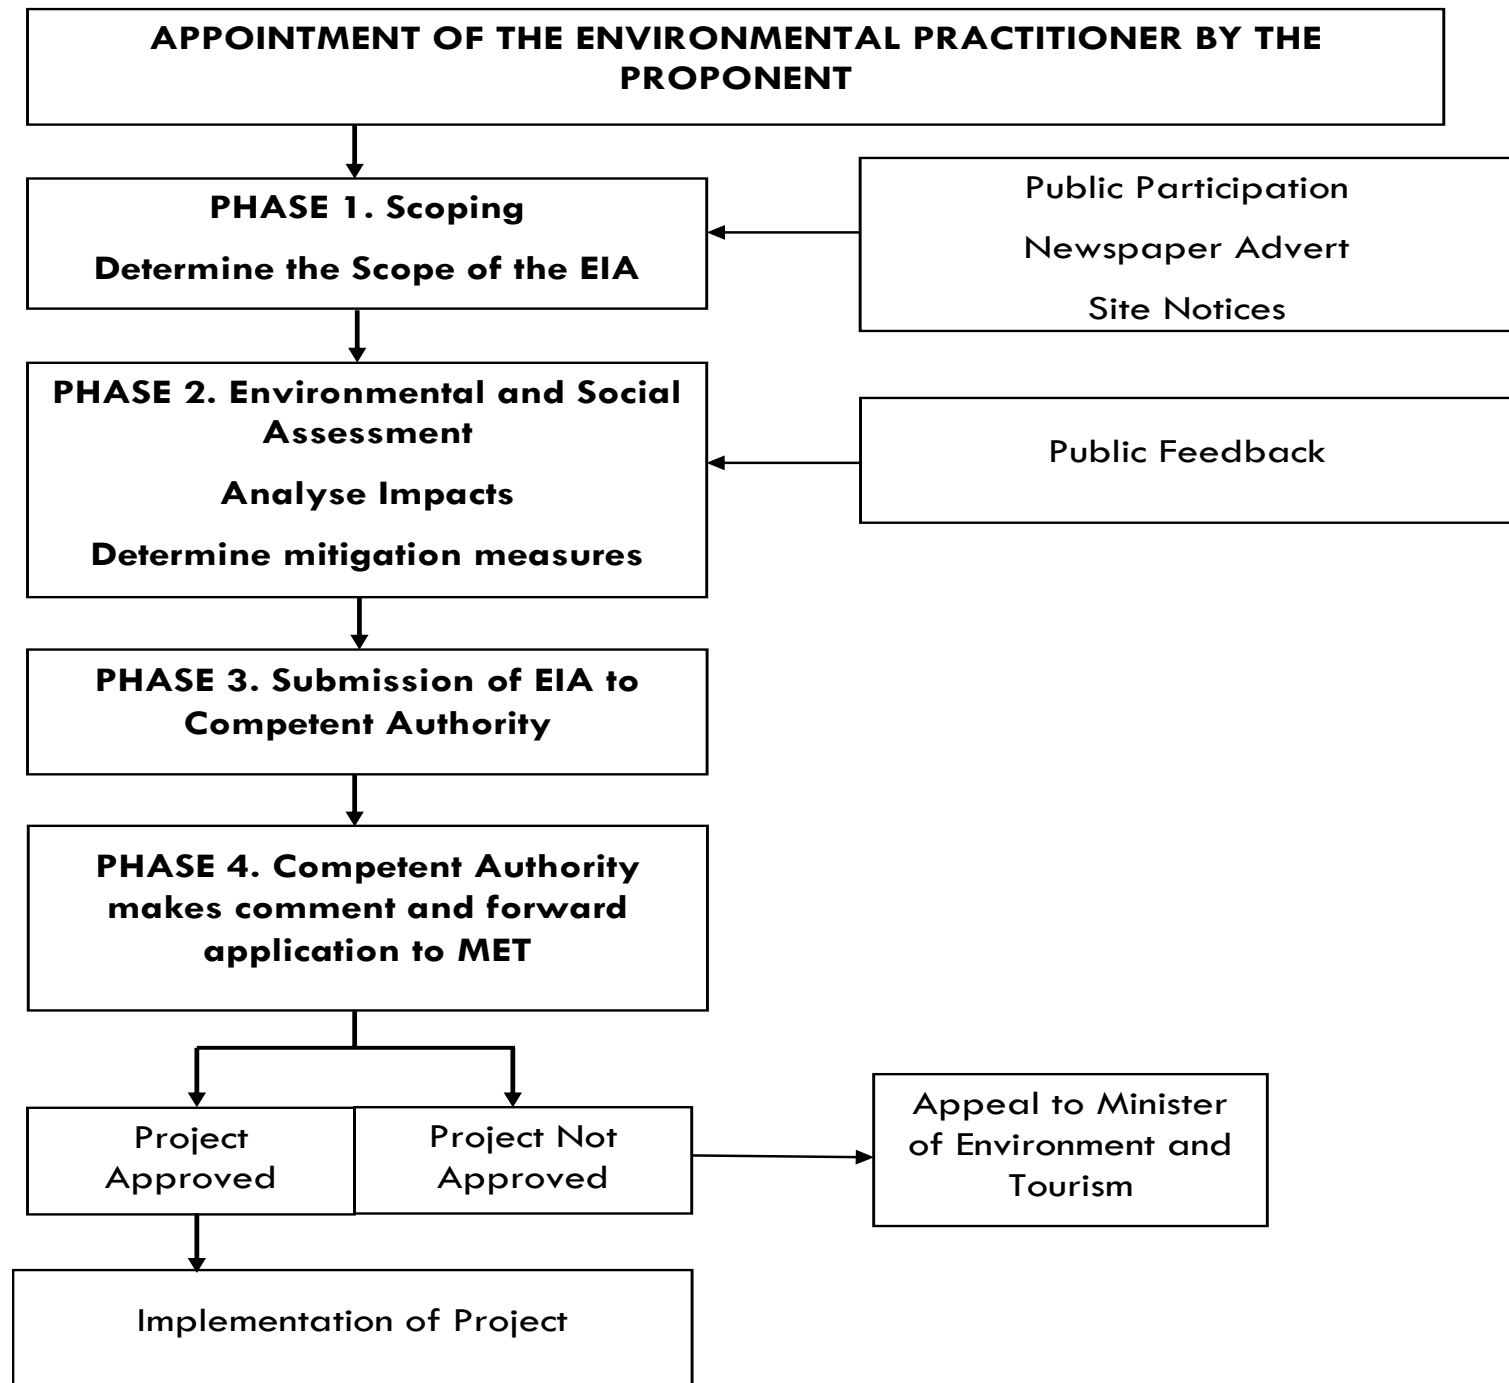 APPOINTMENT OF THE ENVIRONMENTAL PRACTITIONER BY THE
PROPONENT
PHASE 1. Scoping
Determine the Scope of the EIA
Public Participation
Newspaper Advert
Site Notices
PHASE 2. Environmental and Social
Assessment
Analyse Impacts
Determine mitigation measures
Public Feedback
PHASE 3. Submission of EIA to
Competent Authority
PHASE 4. Competent Authority
makes comment and forward
application to MET
Project
Approved
Project Not
Approved
Appeal to Minister
of Environment and
Tourism
Implementation of Project